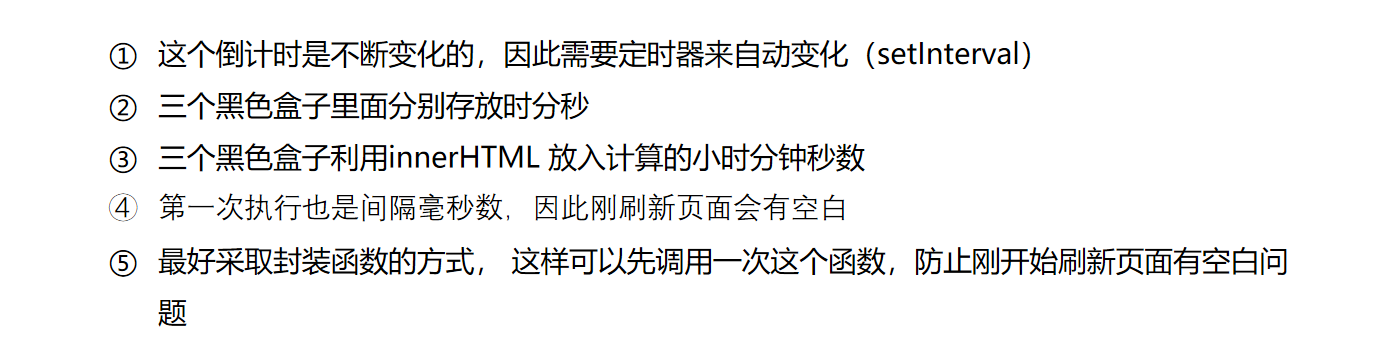 ① 这个倒计时是不断变化的，因此需要定时器来自动变化（setInterval）
② 三个黑色盒子里面分别存放时分秒
③ 三个黑色盒子利用innerHTML 放入计算的小时分钟秒数
④ 第一次执行也是间隔毫秒数，因此刚刷新页面会有空白
⑤ 最好采取封装函数的方式， 这样可以先调用一次这个函数，防止刚开始刷新页面有空白问
题